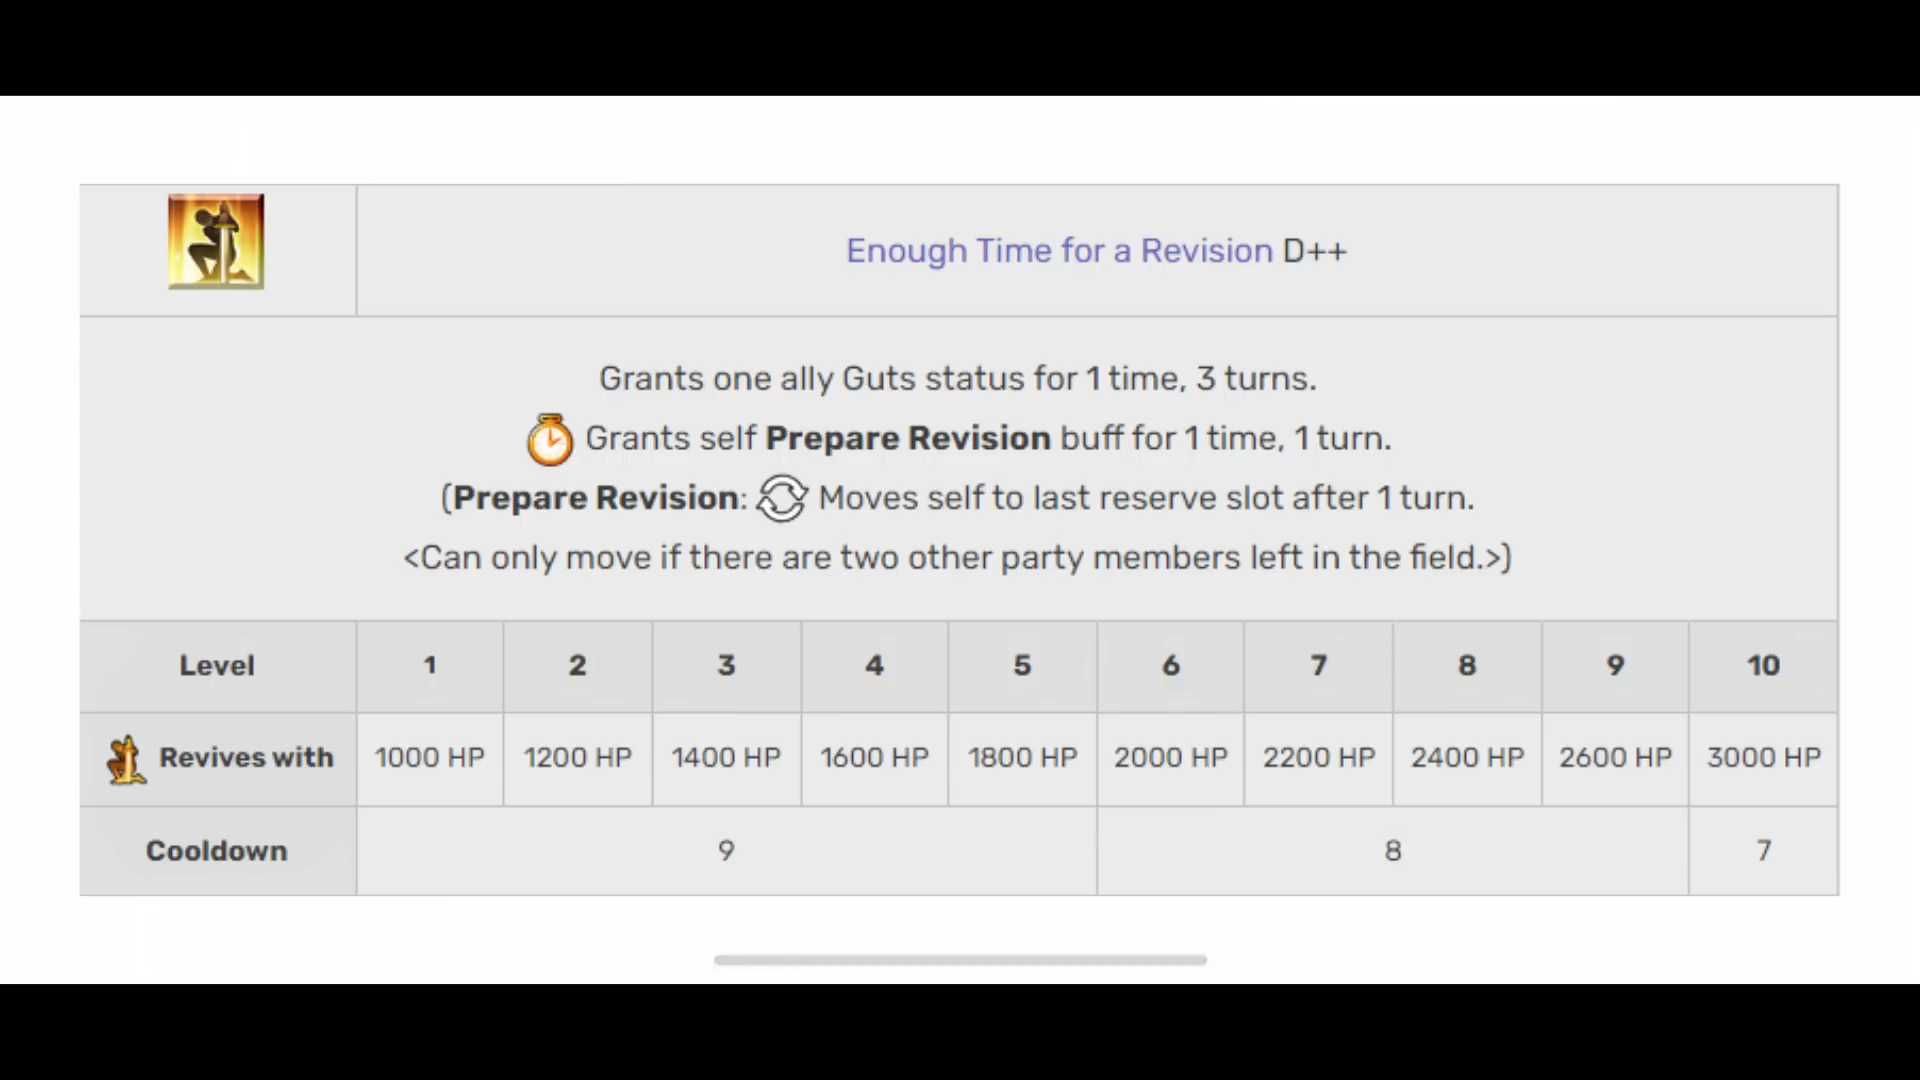 Enough Time for a Revision D++
Grants one ally Guts status for 1 time, 3 turns.
Grants self Prepare Revision buff for 1 time, 1 turn.
(Prepare Revision: Moves self to last reserve slot after 1 turn.
<Can only move if there are two other party members left in the field.>)
Level 1 2 3 4 5 6 7 8 9 10
Revives with 1000 HP 1200 HP 1400 HP 1600 HP 1800 HP 2000 HP 2200 HP 2400 HP 2600 HP 3000 HP
Cooldown 9 8 7